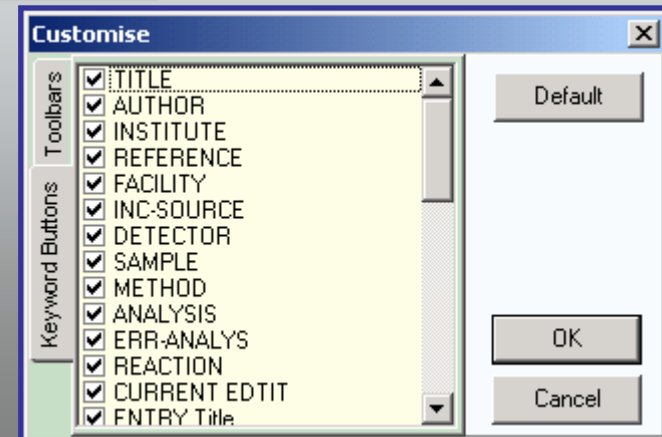 Customise
Toolbars
Keyword Buttons
TITLE
AUTHOR
INSTITUTE
REFERENCE
FACILITY
INC-SOURCE
DETECTOR
SAMPLE
METHOD
ANALYSIS
ERR-ANALYS
REACTION
CURRENT EDTIT
ENTRY Title
Default
OK
Cancel